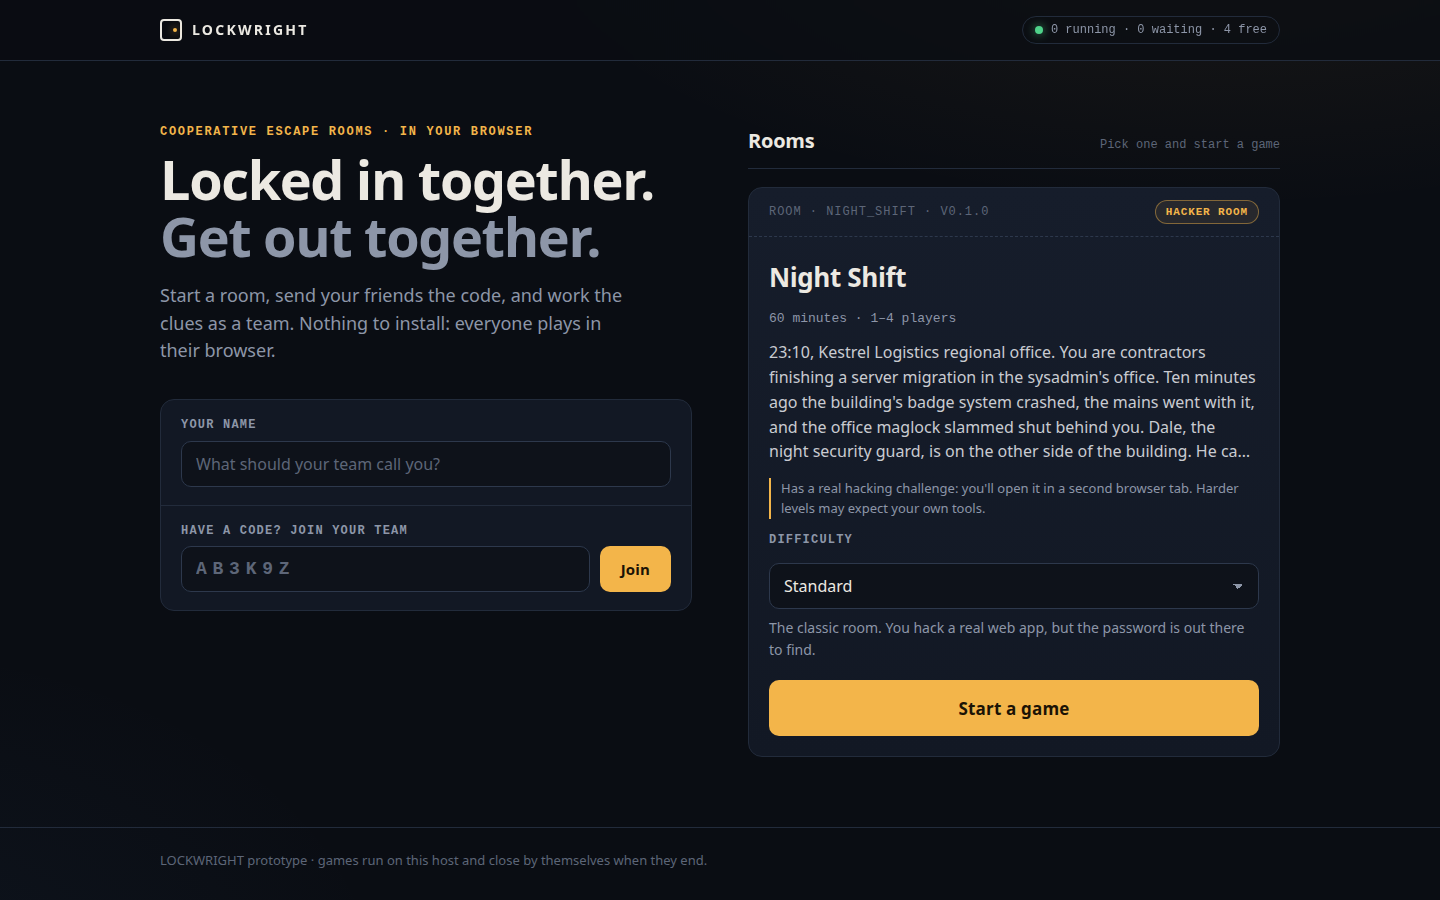 LOCKWRIGHT
0 running · 0 waiting · 4 free
COOPERATIVE ESCAPE ROOMS · IN YOUR BROWSER
Locked in together.
Get out together.
Start a room, send your friends the code, and work the
clues as a team. Nothing to install: everyone plays in
their browser.
YOUR NAME
What should your team call you?
HAVE A CODE? JOIN YOUR TEAM
AB3K9Z
Join
Rooms
Pick one and start a game
ROOM · NIGHT_SHIFT · V0.1.0
HACKER ROOM
Night Shift
60 minutes · 1–4 players
23:10, Kestrel Logistics regional office. You are contractors
finishing a server migration in the sysadmin's office. Ten minutes
ago the building's badge system crashed, the mains went with it,
and the office maglock slammed shut behind you. Dale, the
night security guard, is on the other side of the building. He ca...
Has a real hacking challenge: you'll open it in a second browser tab. Harder
levels may expect your own tools.
DIFFICULTY
Standard
The classic room. You hack a real web app, but the password is out there
to find.
Start a game
LOCKWRIGHT prototype · games run on this host and close by themselves when they end.